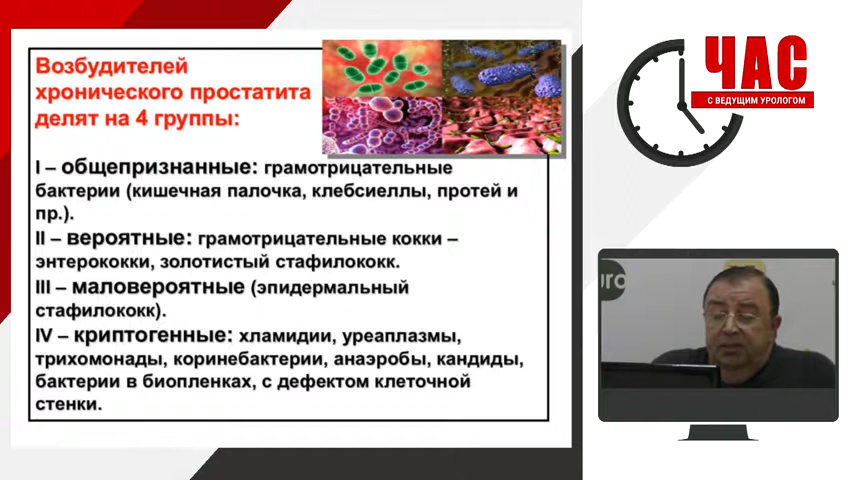 Возбудителей
хронического простатита
делят на 4 группы:
I – общепризнанные: грамотрицательные
бактерии (кишечная палочка, клебсиеллы, протей и
пр.).
II – вероятные: грамотрицательные кокки –
энтерококки, золотистый стафилококк.
III – маловероятные (эпидермальный
стафилококк).
IV – криптогенные: хламидии, уреаплазмы,
трихомонады, коринебактерии, анаэробы, кандиды,
бактерии в биопленках, с дефектом клеточной
стенки.
ЧАС
С ВЕДУЩИМ УРОЛОГОМ
uro